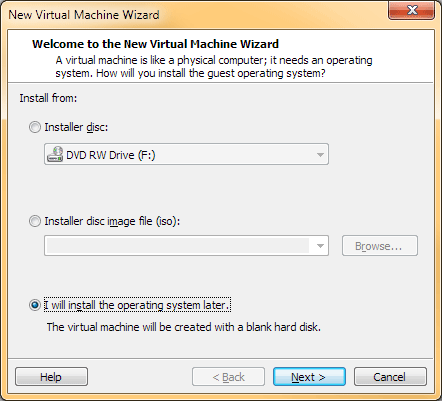 New Virtual Machine Wizard
Welcome to the New Virtual Machine Wizard
A virtual machine is like a physical computer; it needs an operating
system. How will you install the guest operating system?
Install from:
Installer disc:
DVD RW Drive (F:)
Installer disc image file (iso):
Browse...
I will install the operating system later.
The virtual machine will be created with a blank hard disk.
Help
< Back
Next >
Cancel